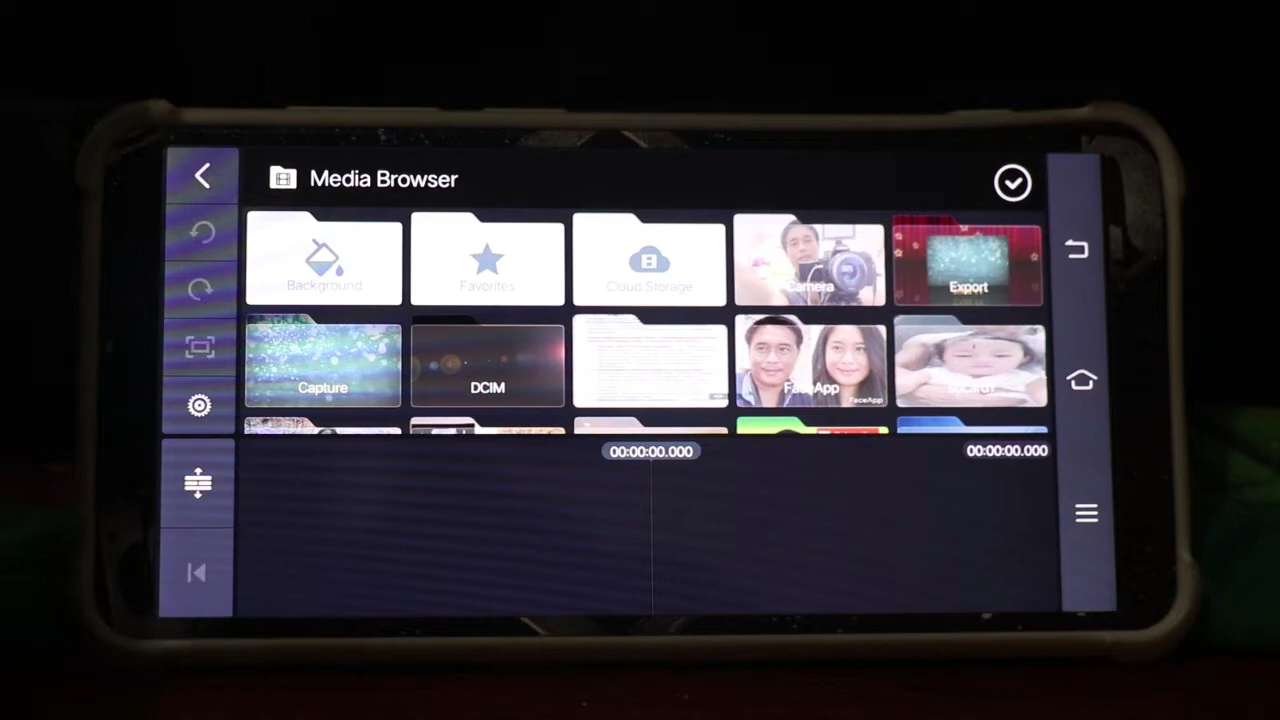 Media Browser
Background
Favorites
Cloud Storage
Camera
Export
Capture
DCIM
FaceApp
FaceApp
00:00:00.000
00:00:00.000